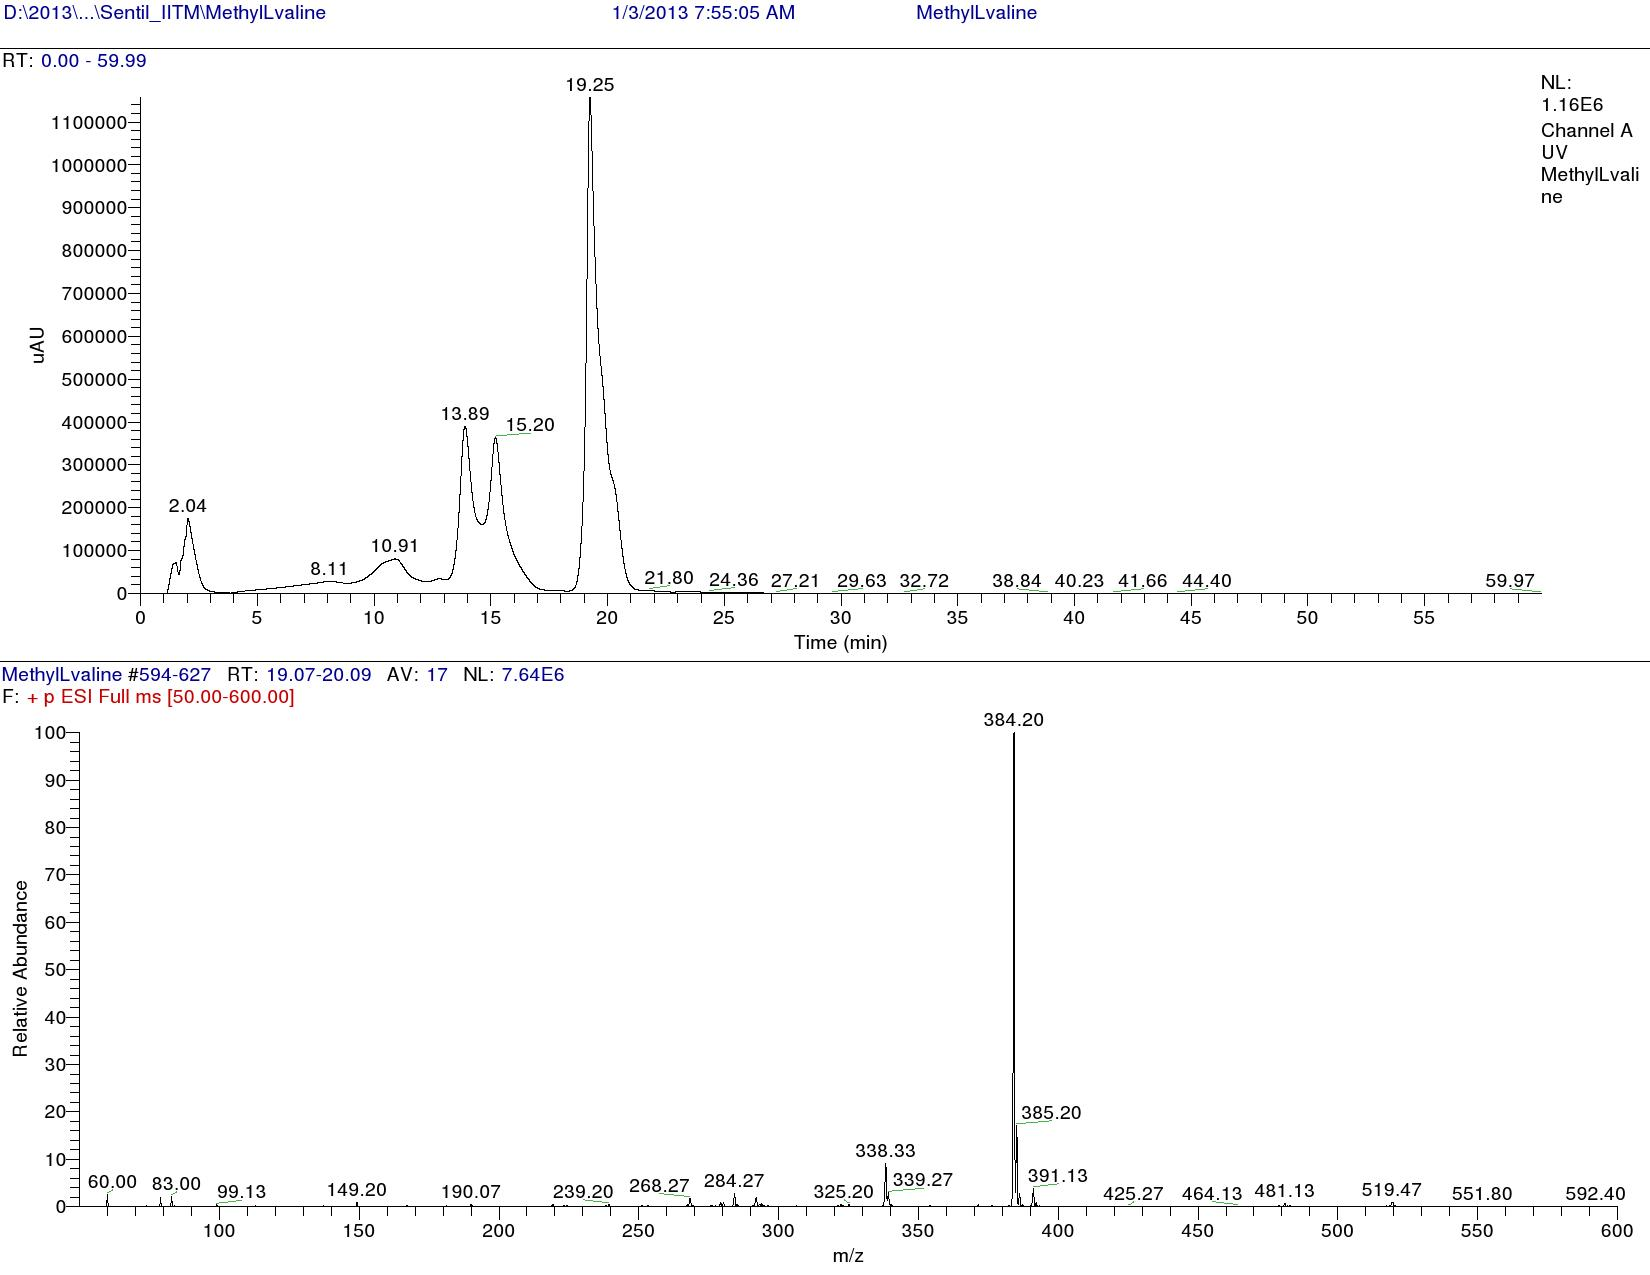 D:\2013\...\Sentil_IITM\MethylLvaline 1/3/2013 7:55:05 AM MethylLvaline
RT: 0.00 - 59.99
NL:
1.16E6
Channel A
UV
MethylLvali
ne
19.25
13.89
15.20
2.04
8.11
10.91
21.80 24.36 27.21 29.63 32.72 38.84 40.23 41.66 44.40 59.97
1100000
1000000
900000
800000
700000
600000
500000
400000
300000
200000
100000
0
uAU
0 5 10 15 20 25 30 35 40 45 50 55
Time (min)
MethylLvaline #594-627 RT: 19.07-20.09 AV: 17 NL: 7.64E6
F: + p ESI Full ms [50.00-600.00]
384.20
385.20
338.33
339.27
391.13
60.00 83.00 99.13 149.20 190.07 239.20 268.27 284.27 325.20 425.27 464.13 481.13 519.47 551.80 592.40
100
90
80
70
60
50
40
30
20
10
0
Relative Abundance
100 150 200 250 300 350 400 450 500 550 600
m/z